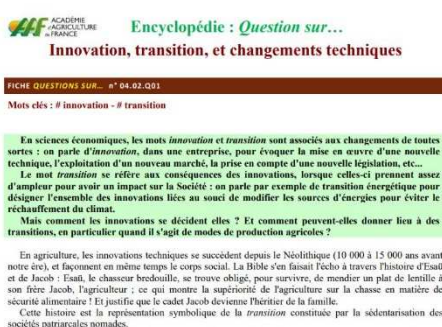 ACADÉMIE
D'AGRICULTURE
DE FRANCE
Encyclopédie : Question sur…
Innovation, transition, et changements techniques
FICHE QUESTIONS SUR… n° 04.02.Q01
Mots clés : # innovation - # transition
En sciences économiques, les mots innovation et transition sont associés aux changements de toutes
sortes : on parle d'innovation, dans une entreprise, pour évoquer la mise en œuvre d'une nouvelle
technique, l'exploitation d'un nouveau marché, la prise en compte d'une nouvelle législation, etc...
Le mot transition se réfère aux conséquences des innovations, lorsque celles-ci prennent assez
d'ampleur pour avoir un impact sur la Société : on parle par exemple de transition énergétique pour
désigner l'ensemble des innovations liées au souci de modifier les sources d'énergies pour éviter le
réchauffement du climat.
Mais comment les innovations se décident elles ? Et comment peuvent-elles donner lieu à des
transitions, en particulier quand il s'agit de modes de production agricoles ?
En agriculture, les innovations techniques se succèdent depuis le Néolithique (10 000 à 15 000 ans avant
notre ère), et façonnent en même temps le corps social. La Bible s'en faisait l'écho à travers l'histoire d'Esaü
et de Jacob : Esaü, le chasseur bredouille, se trouve obligé, pour survivre, de mendier un plat de lentille à
son frère Jacob, l'agriculteur ; ce qui montre la supériorité de l'agriculture sur la chasse en matière de
sécurité alimentaire ! Et justifie que le cadet Jacob devienne l'héritier de la famille.
Cette histoire est la représentation symbolique de la transition constituée par la sédentarisation des
sociétés patriarcales nomades.